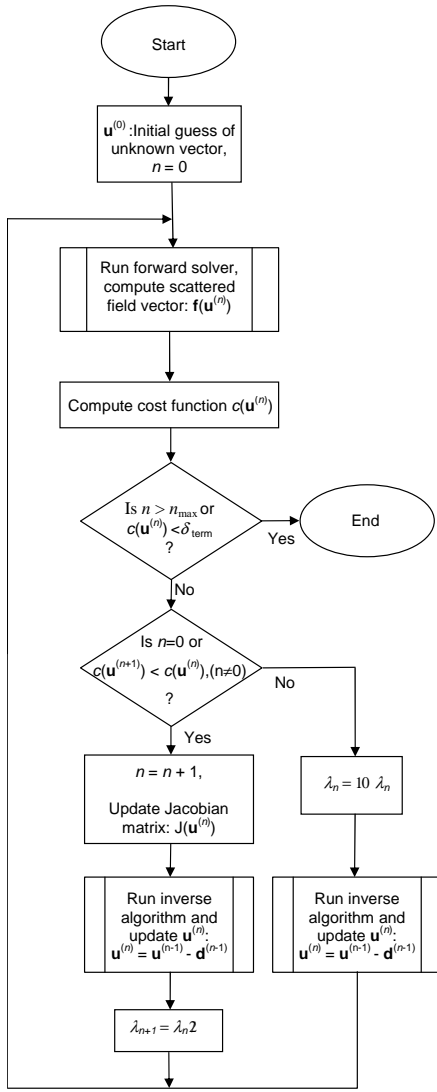 Start
u⁽⁰⁾ :Initial guess of
unknown vector,
n = 0
Run forward solver,
compute scattered
field vector: f(u⁽ⁿ⁾)
Compute cost function c(u⁽ⁿ⁾)
Is n > n_max or
c(u⁽ⁿ⁾) <δ_term
?
Yes
End
No
Is n=0 or
c(u⁽ⁿ⁺¹⁾) < c(u⁽ⁿ⁾),(n≠0)
?
No
Yes
n = n + 1,
Update Jacobian
matrix: J(u⁽ⁿ⁾)
λₙ = 10 λₙ
Run inverse
algorithm and
update u⁽ⁿ⁾:
u⁽ⁿ⁾ = u⁽ⁿ⁻¹⁾ - d⁽ⁿ⁻¹⁾
Run inverse
algorithm and
update u⁽ⁿ⁾:
u⁽ⁿ⁾ = u⁽ⁿ⁻¹⁾ - d⁽ⁿ⁻¹⁾
λₙ₊₁ = λₙ2